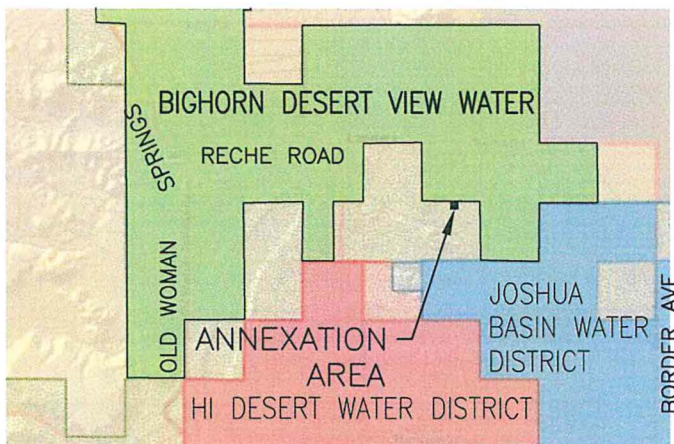 BIGHORN DESERT VIEW WATER
RECHE ROAD
OLD WOMAN SPRINGS
ANNEXATION
AREA
JOSHUA
BASIN WATER
DISTRICT
HI DESERT WATER DISTRICT
BORDER AVE